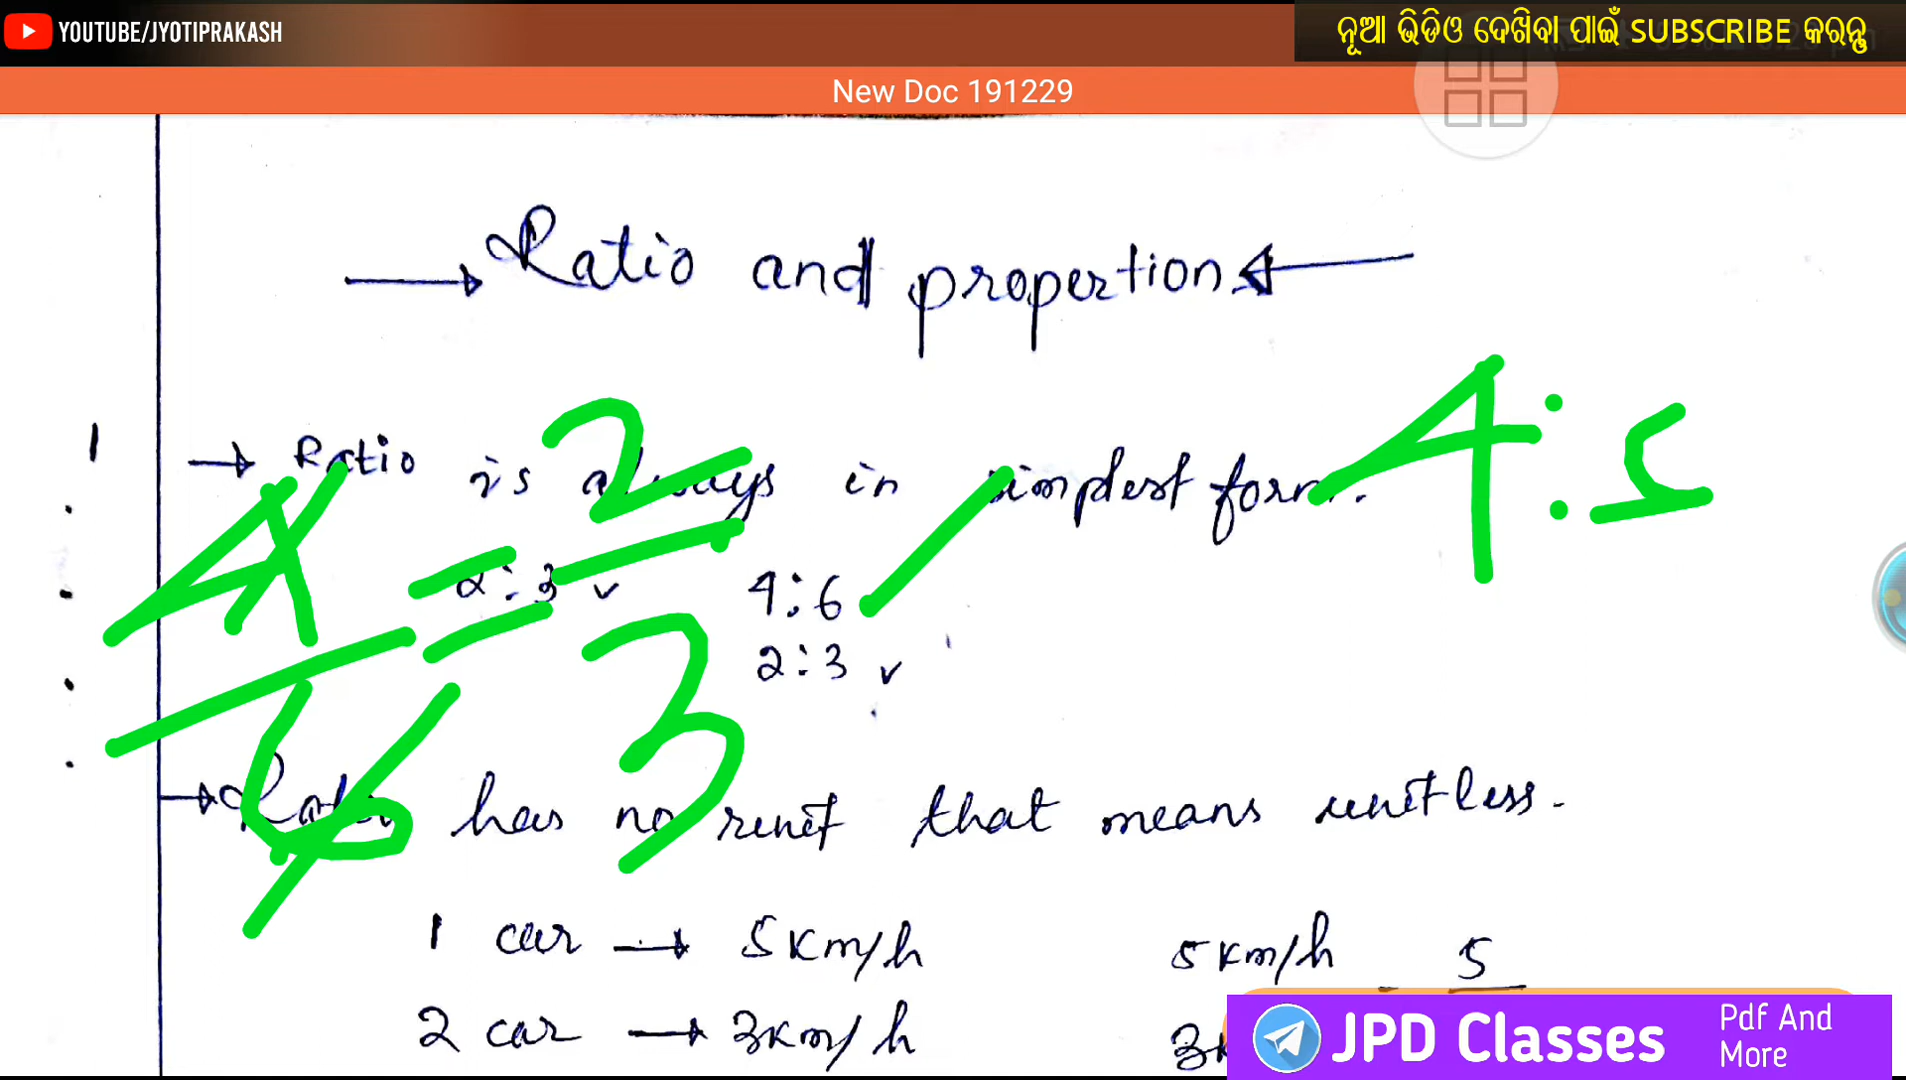 YOUTUBE/JYOTIPRAKASH
ନୂଆ ଭିଡିଓ ଦେଖିବା ପାଇଁ SUBSCRIBE କରନ୍ତୁ
New Doc 191229
Ratio and propertion
4:5
1 → Ratio is always in simplest form.
4/6 = 2/3
2:3 ✓ 4:6
2:3 ✓
→ Ratio has no unit that means unitless.
1 car → 5km/h 5km/h = 5
2 car → 3km/h 3k
JPD Classes
Pdf And
More